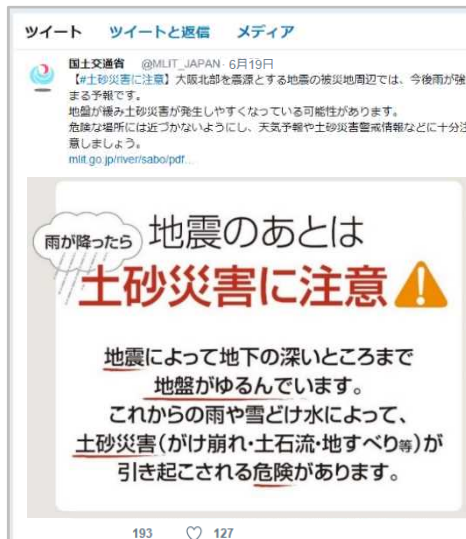 ツイート ツイートと返信 メディア
国土交通省 @MLIT_JAPAN・6月19日
【#土砂災害に注意】大阪北部を震源とする地震の被災地周辺では、今後雨が強
まる予報です。
地盤が緩み土砂災害が発生しやすくなっている可能性があります。
危険な場所には近づかないようにし、天気予報や土砂災害警戒情報などに十分注
意しましょう。
mlit.go.jp/river/sabo/pdf...
雨が降ったら
地震のあとは
土砂災害に注意
地震によって地下の深いところまで
地盤がゆるんでいます。
これからの雨や雪どけ水によって、
土砂災害(がけ崩れ・土石流・地すべり等)が
引き起こされる危険があります。
193 127